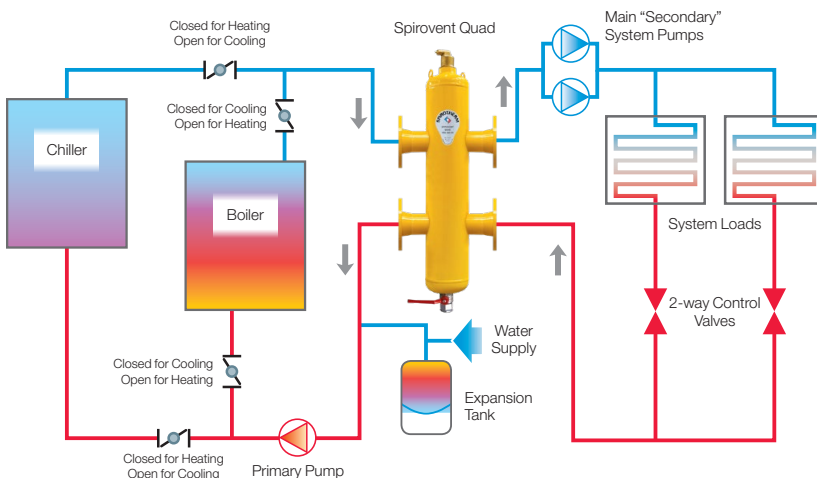 Closed for Heating
Open for Cooling
Spirovent Quad
Main “Secondary”
System Pumps
Closed for Cooling
Open for Heating
Chiller
Boiler
SPIROTHERM
System Loads
2-way Control
Valves
Water
Supply
Closed for Cooling
Open for Heating
Expansion
Tank
Closed for Heating
Open for Cooling
Primary Pump